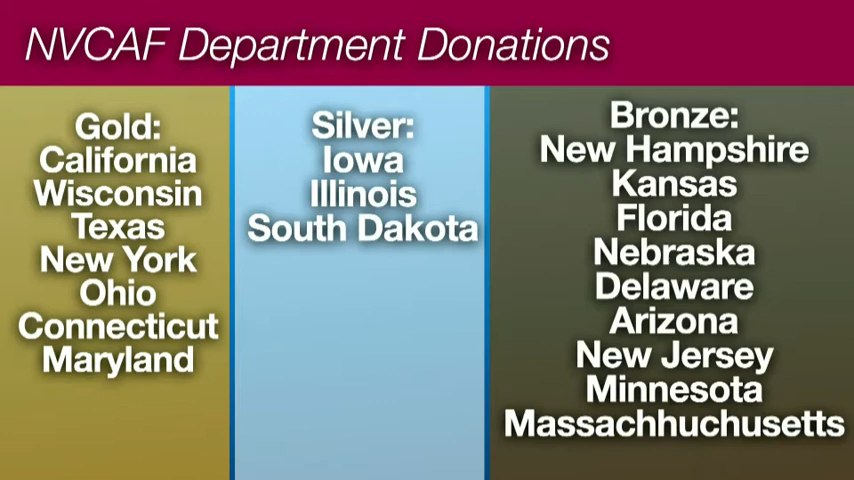 NVCAF Department Donations
Gold:
California
Wisconsin
Texas
New York
Ohio
Connecticut
Maryland
Silver:
Iowa
Illinois
South Dakota
Bronze:
New Hampshire
Kansas
Florida
Nebraska
Delaware
Arizona
New Jersey
Minnesota
Massachhuchusetts